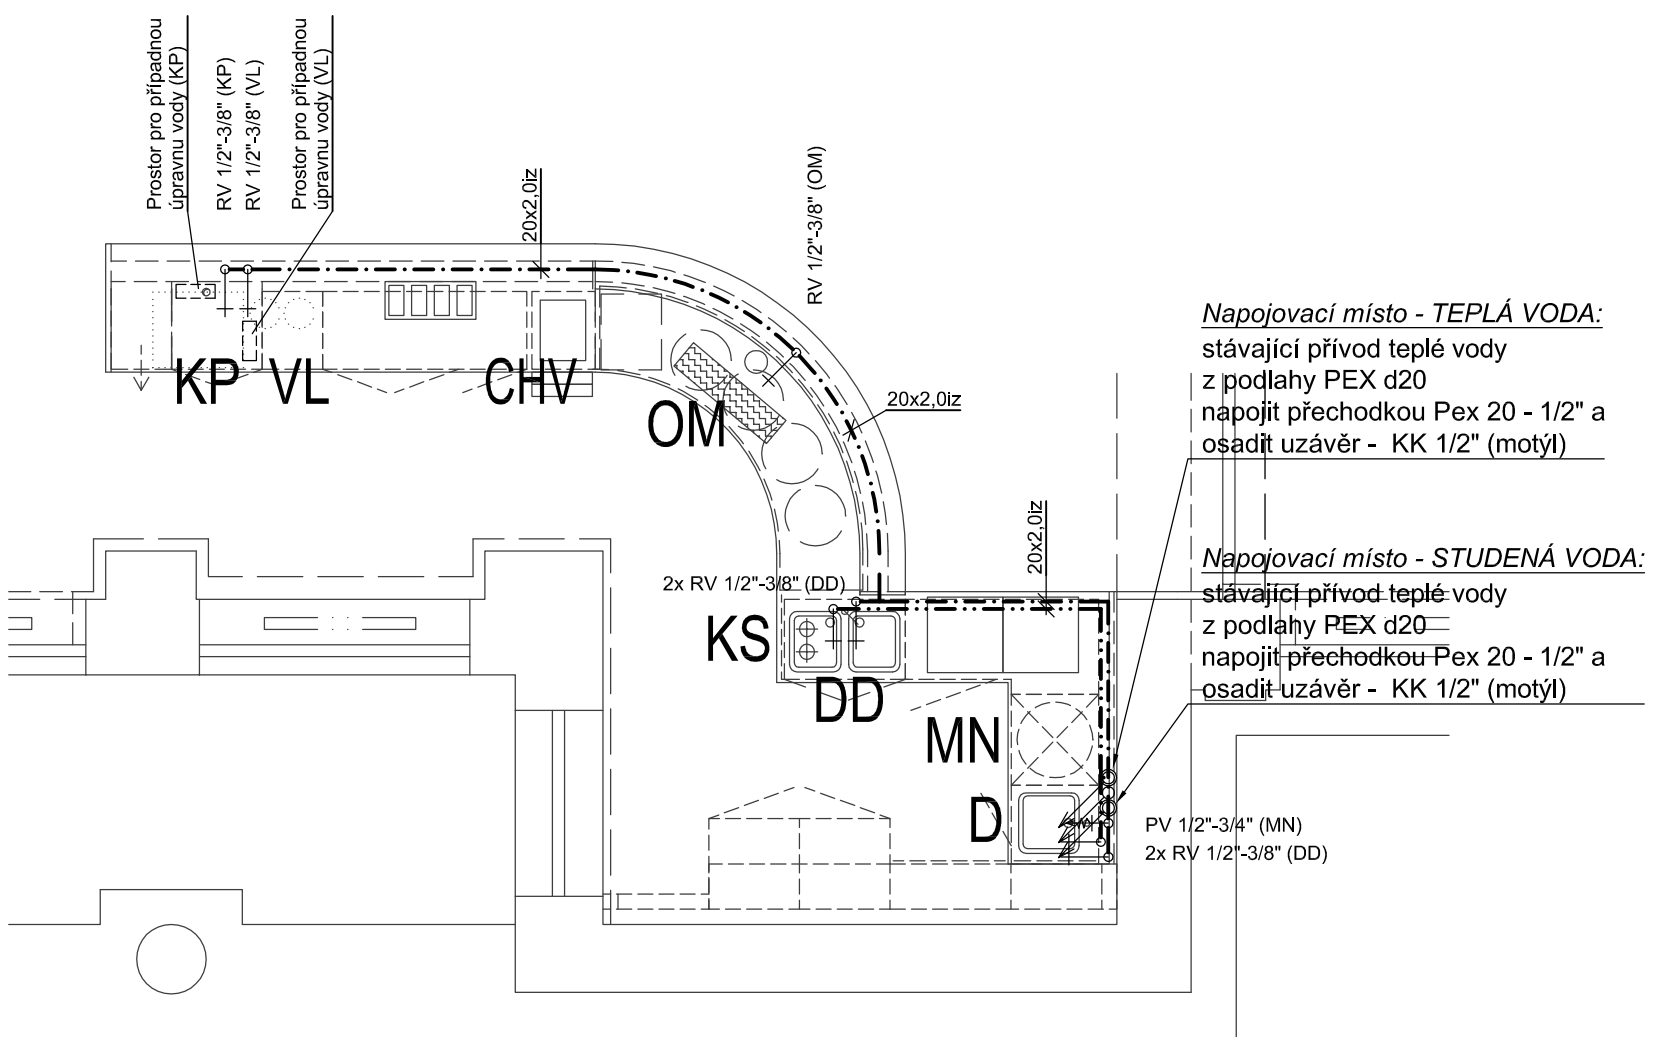 Prostor pro případnou
úpravnu vody (KP)
RV 1/2"-3/8" (KP)
RV 1/2"-3/8" (VL)
Prostor pro případnou
úpravnu vody (VL)
20x2,0iz
RV 1/2"-3/8" (OM)
KP
VL
CHV
OM
20x2,0iz
Napojovací místo - TEPLÁ VODA:
stávající přívod teplé vody
z podlahy PEX d20
napojit přechodkou Pex 20 - 1/2" a
osadit uzávěr - KK 1/2" (motýl)
20x2,0iz
2x RV 1/2"-3/8" (DD)
KS
DD
Napojovací místo - STUDENÁ VODA:
stávající přívod teplé vody
z podlahy PEX d20
napojit přechodkou Pex 20 - 1/2" a
osadit uzávěr - KK 1/2" (motýl)
MN
D
PV 1/2"-3/4" (MN)
2x RV 1/2"-3/8" (DD)